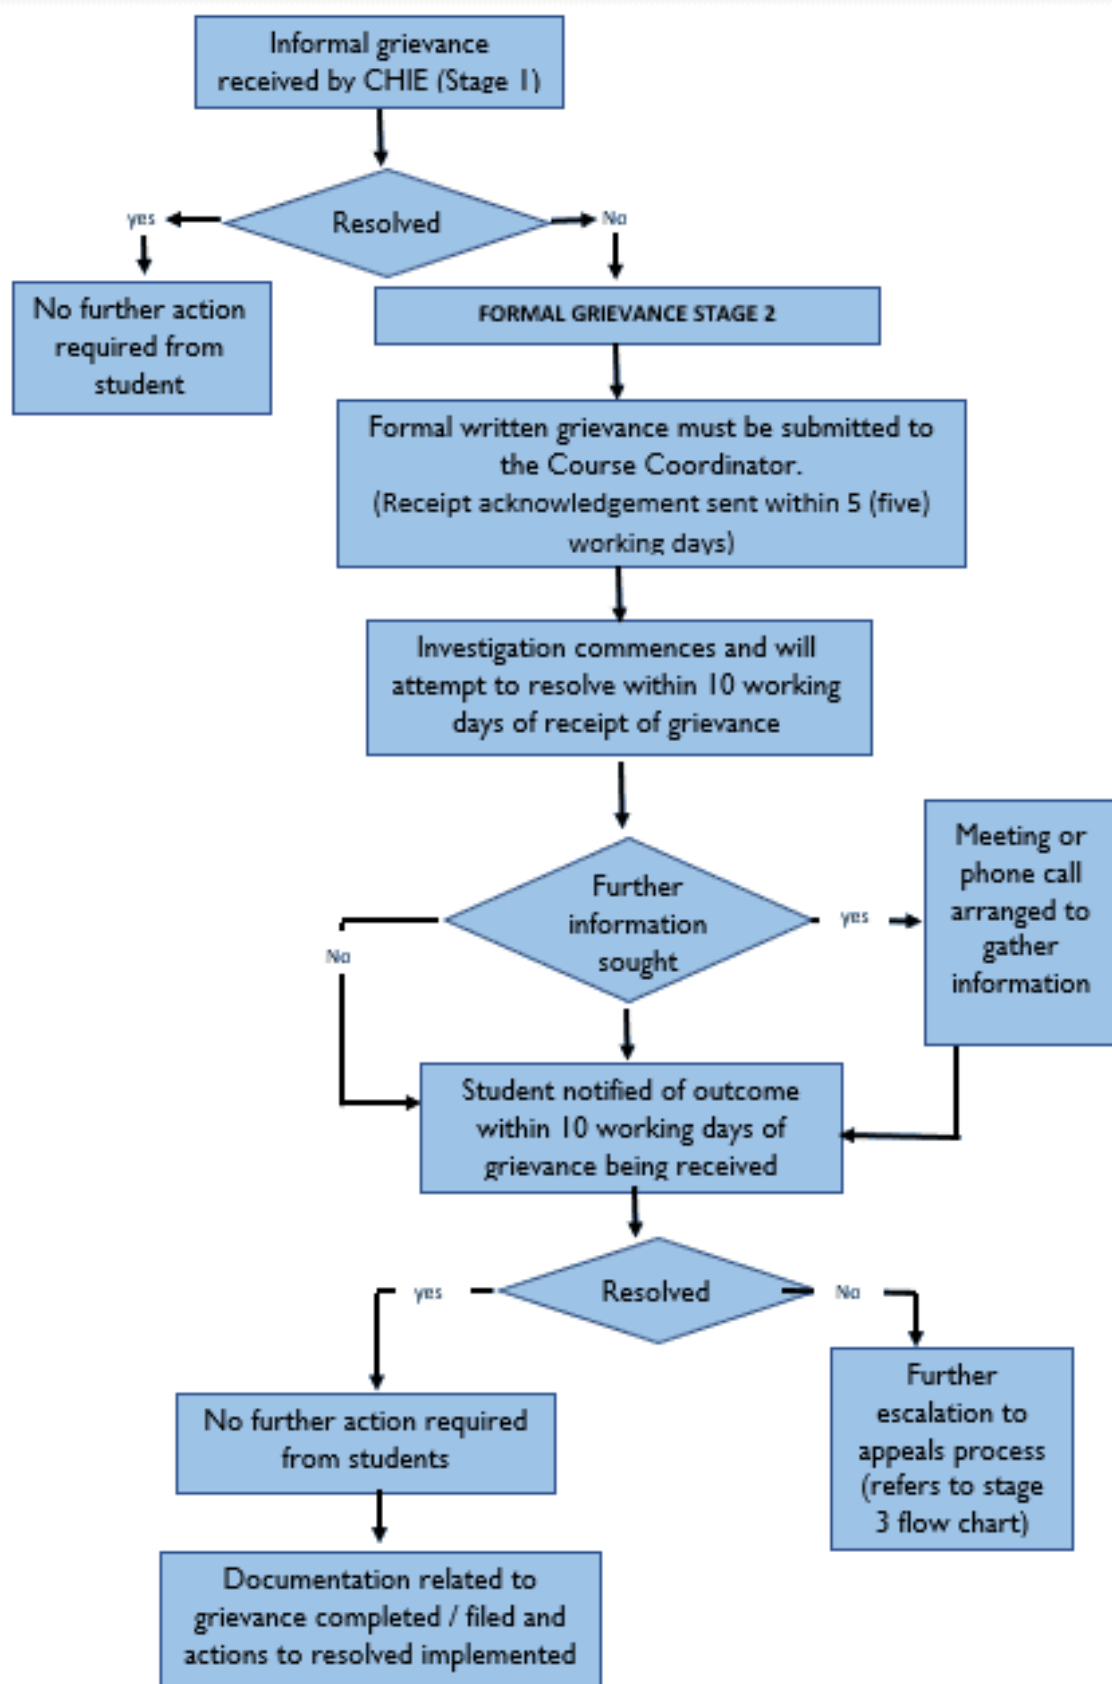 Informal grievance
received by CHIE (Stage 1)
Resolved
yes
No
No further action
required from
student
FORMAL GRIEVANCE STAGE 2
Formal written grievance must be submitted to
the Course Coordinator.
(Receipt acknowledgement sent within 5 (five)
working days)
Investigation commences and will
attempt to resolve within 10 working
days of receipt of grievance
Further
information
sought
yes
No
Meeting or
phone call
arranged to
gather
information
Student notified of outcome
within 10 working days of
grievance being received
Resolved
yes
No
No further action required
from students
Further
escalation to
appeals process
(refers to stage
3 flow chart)
Documentation related to
grievance completed / filed and
actions to resolved implemented